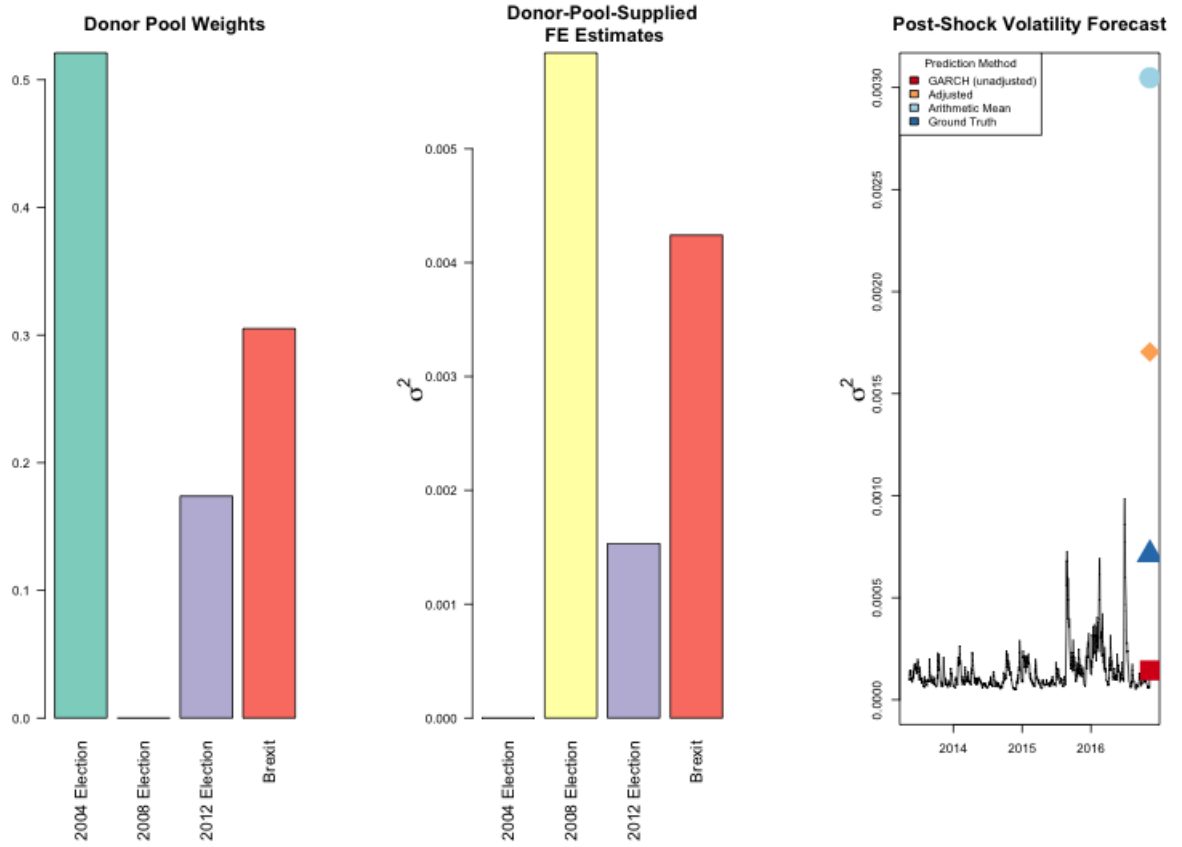 Donor Pool Weights
0.5
0.4
0.3
0.2
0.1
0.0
2004 Election
2008 Election
2012 Election
Brexit
Donor-Pool-Supplied
FE Estimates
σ²
0.005
0.004
0.003
0.002
0.001
0.000
2004 Election
2008 Election
2012 Election
Brexit
Post-Shock Volatility Forecast
σ²
0.0030
0.0025
0.0020
0.0015
0.0010
0.0005
0.0000
Prediction Method
GARCH (unadjusted)
Adjusted
Arithmetic Mean
Ground Truth
2014
2015
2016